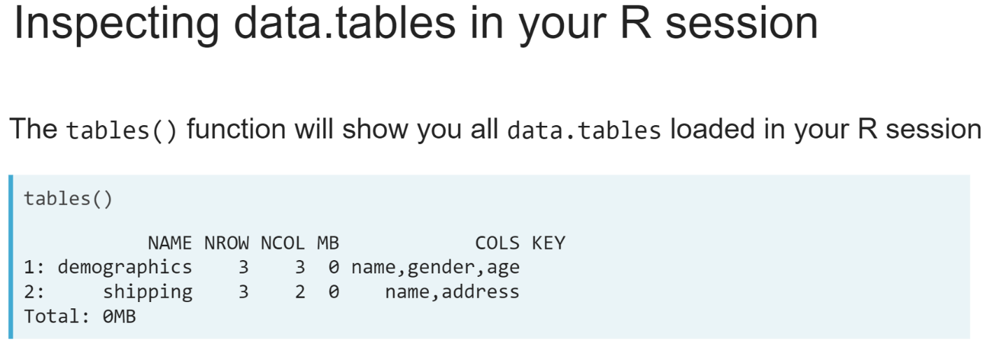 Inspecting data.tables in your R session
The tables() function will show you all data.tables loaded in your R session
tables()
NAME NROW NCOL MB COLS KEY
1: demographics 3 3 0 name,gender,age
2: shipping 3 2 0 name,address
Total: 0MB